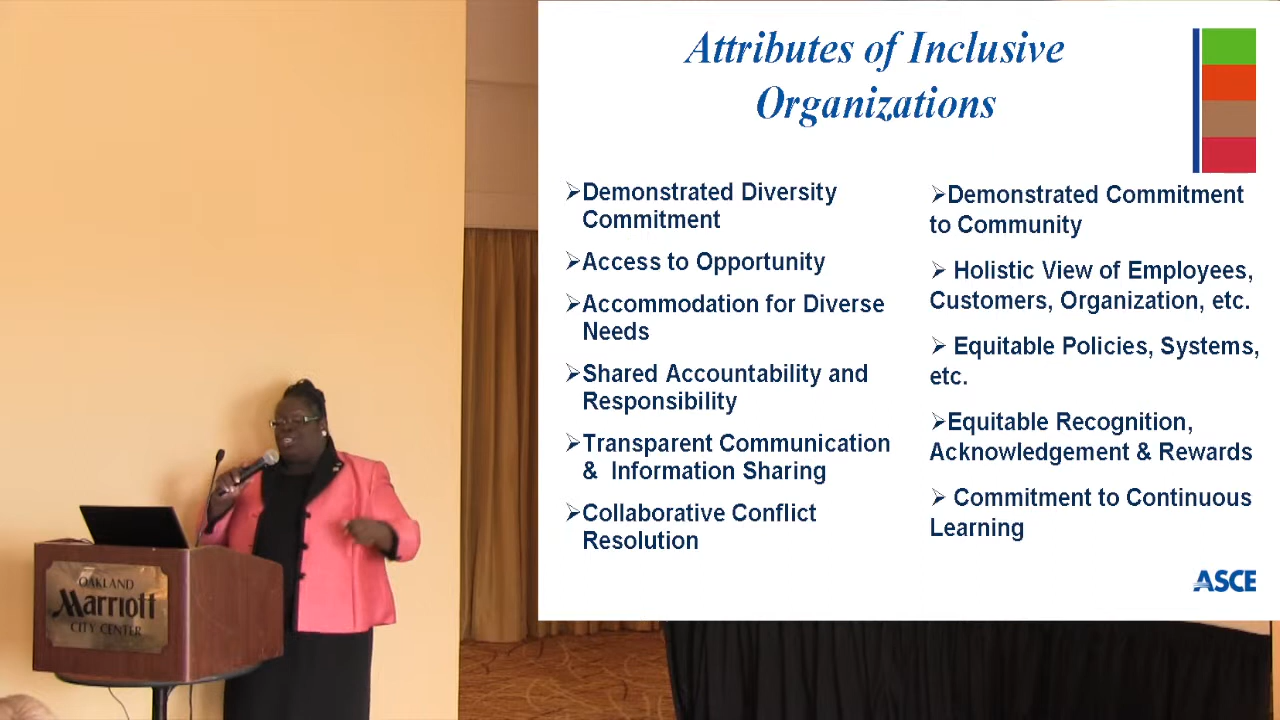 Attributes of Inclusive
Organizations
➢Demonstrated Diversity
Commitment
➢Access to Opportunity
➢Accommodation for Diverse
Needs
➢Shared Accountability and
Responsibility
➢Transparent Communication
&  Information Sharing
➢Collaborative Conflict
Resolution
➢Demonstrated Commitment
to Community
➢ Holistic View of Employees,
Customers, Organization, etc.
➢ Equitable Policies, Systems,
etc.
➢Equitable Recognition,
Acknowledgement & Rewards
➢ Commitment to Continuous
Learning
ASCE
OAKLAND
Marriott
CITY CENTER